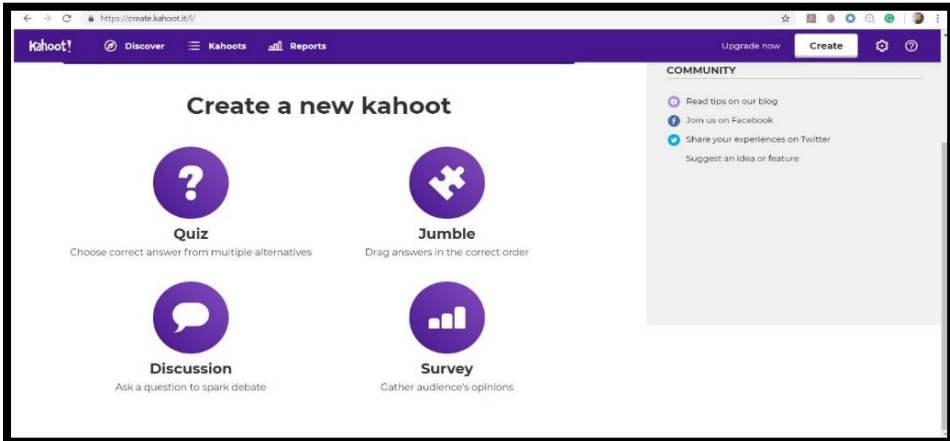 https://create.kahoot.it/l/
Kahoot!
Discover
Kahoots
Reports
Upgrade now
Create
Create a new kahoot
Quiz
Choose correct answer from multiple alternatives
Jumble
Drag answers in the correct order
Discussion
Ask a question to spark debate
Survey
Gather audience's opinions
COMMUNITY
Read tips on our blog
Join us on Facebook
Share your experiences on Twitter
Suggest an idea or feature